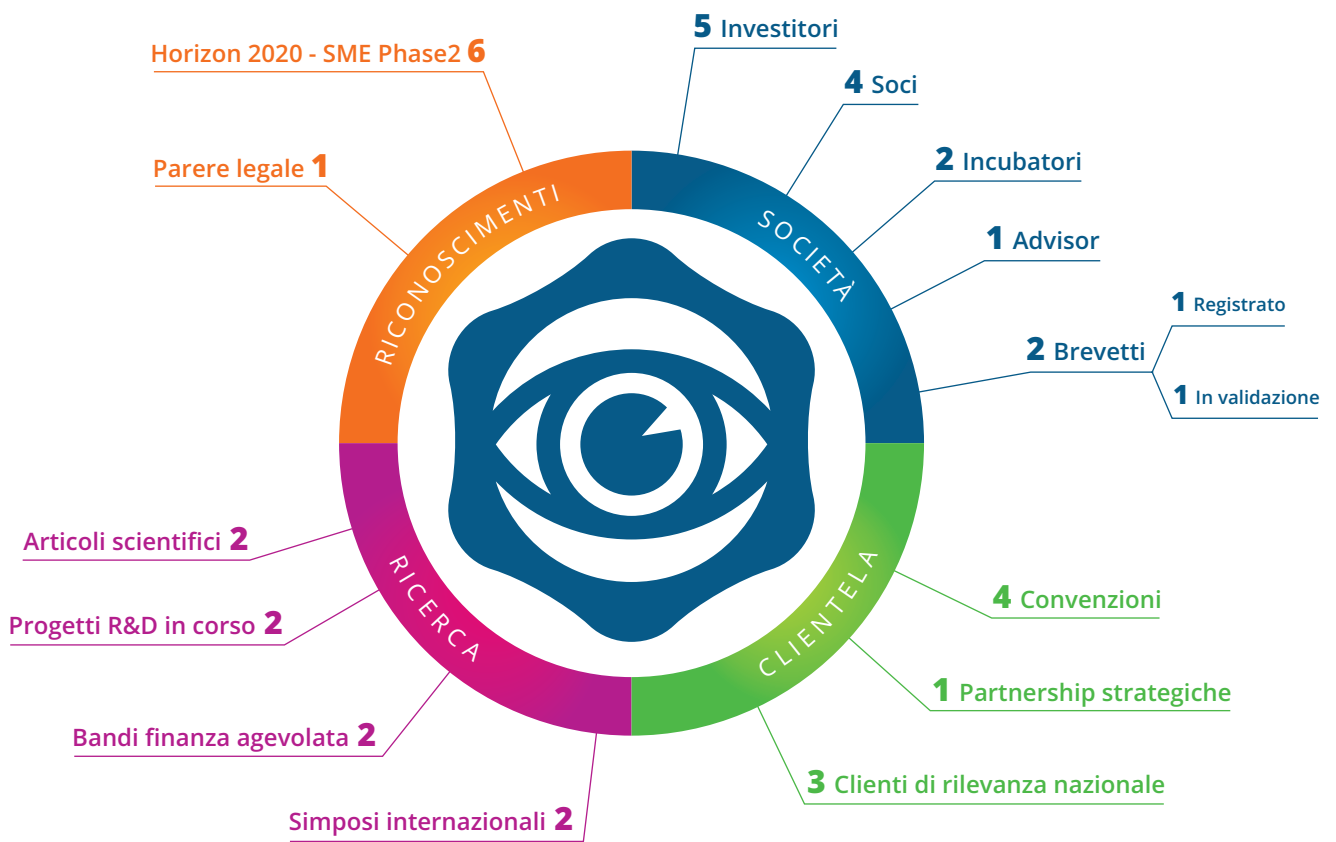 Horizon 2020 - SME Phase2 6
Parere legale 1
RICONOSCIMENTI
5 Investitori
4 Soci
2 Incubatori
1 Advisor
2 Brevetti
1 Registrato
1 In validazione
SOCIETÀ
Articoli scientifici 2
Progetti R&D in corso 2
Bandi finanza agevolata 2
Simposi internazionali 2
RICERCA
4 Convenzioni
1 Partnership strategiche
3 Clienti di rilevanza nazionale
CLIENTELA